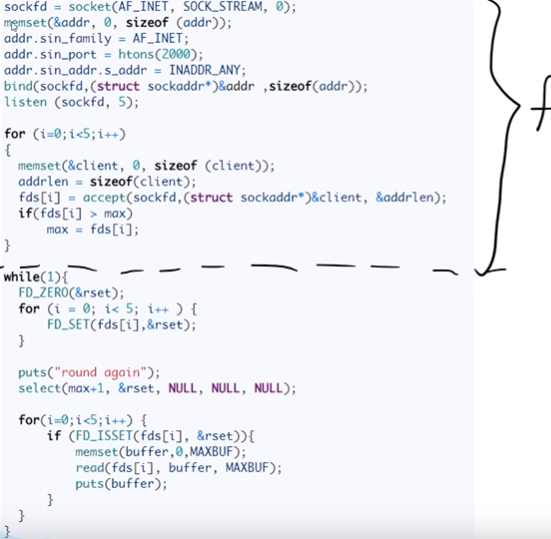 sockfd = socket(AF_INET, SOCK_STREAM, 0);
memset(&addr, 0, sizeof (addr));
addr.sin_family = AF_INET;
addr.sin_port = htons(2000);
addr.sin_addr.s_addr = INADDR_ANY;
bind(sockfd,(struct sockaddr*)&addr ,sizeof(addr));
listen (sockfd, 5);

for (i=0;i<5;i++)
{
  memset(&client, 0, sizeof (client));
  addrlen = sizeof(client);
  fds[i] = accept(sockfd,(struct sockaddr*)&client, &addrlen);
  if(fds[i] > max)
      max = fds[i];
}
while(1){
  FD_ZERO(&rset);
  for (i = 0; i< 5; i++ ) {
      FD_SET(fds[i],&rset);
  }

  puts("round again");
  select(max+1, &rset, NULL, NULL, NULL);

  for(i=0;i<5;i++) {
      if (FD_ISSET(fds[i], &rset)){
          memset(buffer,0,MAXBUF);
          read(fds[i], buffer, MAXBUF);
          puts(buffer);
      }
  }
}